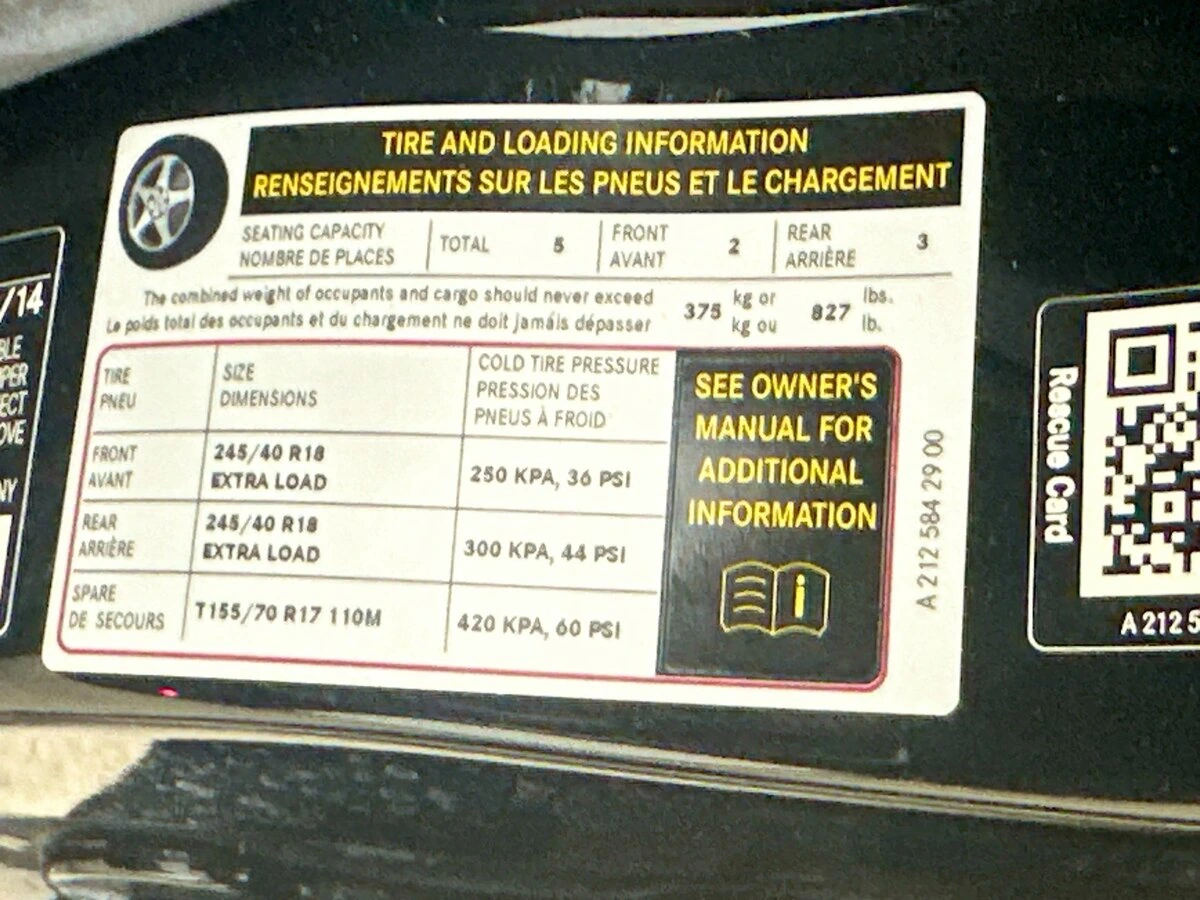 TIRE AND LOADING INFORMATION
RENSEIGNEMENTS SUR LES PNEUS ET LE CHARGEMENT
SEATING CAPACITY
NOMBRE DE PLACES
TOTAL 5
FRONT
AVANT
2
REAR
ARRIÈRE
3
The combined weight of occupants and cargo should never exceed
Le poids total des occupants et du chargement ne doit jamais dépasser
375 kg or
kg ou
827 lbs.
lb.
TIRE
PNEU
SIZE
DIMENSIONS
COLD TIRE PRESSURE
PRESSION DES
PNEUS À FROID
FRONT
AVANT
245/40 R18
EXTRA LOAD
250 KPA, 36 PSI
REAR
ARRIÈRE
245/40 R18
EXTRA LOAD
300 KPA, 44 PSI
SPARE
DE SECOURS
T155/70 R17 110M
420 KPA, 60 PSI
SEE OWNER'S
MANUAL FOR
ADDITIONAL
INFORMATION
i
A 212 584 29 00
/14
Rescue Card
A 212 5